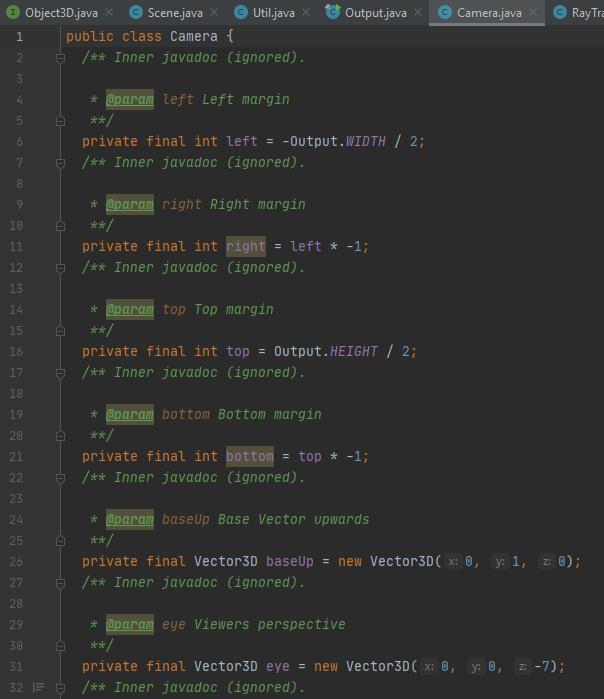 Object3D.java Scene.java Util.java Output.java Camera.java RayTra
1 public class Camera {
2 /** Inner javadoc (ignored).
3
4 * @param left Left margin
5 **/
6 private final int left = -Output.WIDTH / 2;
7 /** Inner javadoc (ignored).
8
9 * @param right Right margin
10 **/
11 private final int right = left * -1;
12 /** Inner javadoc (ignored).
13
14 * @param top Top margin
15 **/
16 private final int top = Output.HEIGHT / 2;
17 /** Inner javadoc (ignored).
18
19 * @param bottom Bottom margin
20 **/
21 private final int bottom = top * -1;
22 /** Inner javadoc (ignored).
23
24 * @param baseUp Base Vector upwards
25 **/
26 private final Vector3D baseUp = new Vector3D( x: 0, y: 1, z: 0);
27 /** Inner javadoc (ignored).
28
29 * @param eye Viewers perspective
30 **/
31 private final Vector3D eye = new Vector3D( x: 0, y: 0, z: -7);
32 /** Inner javadoc (ignored).